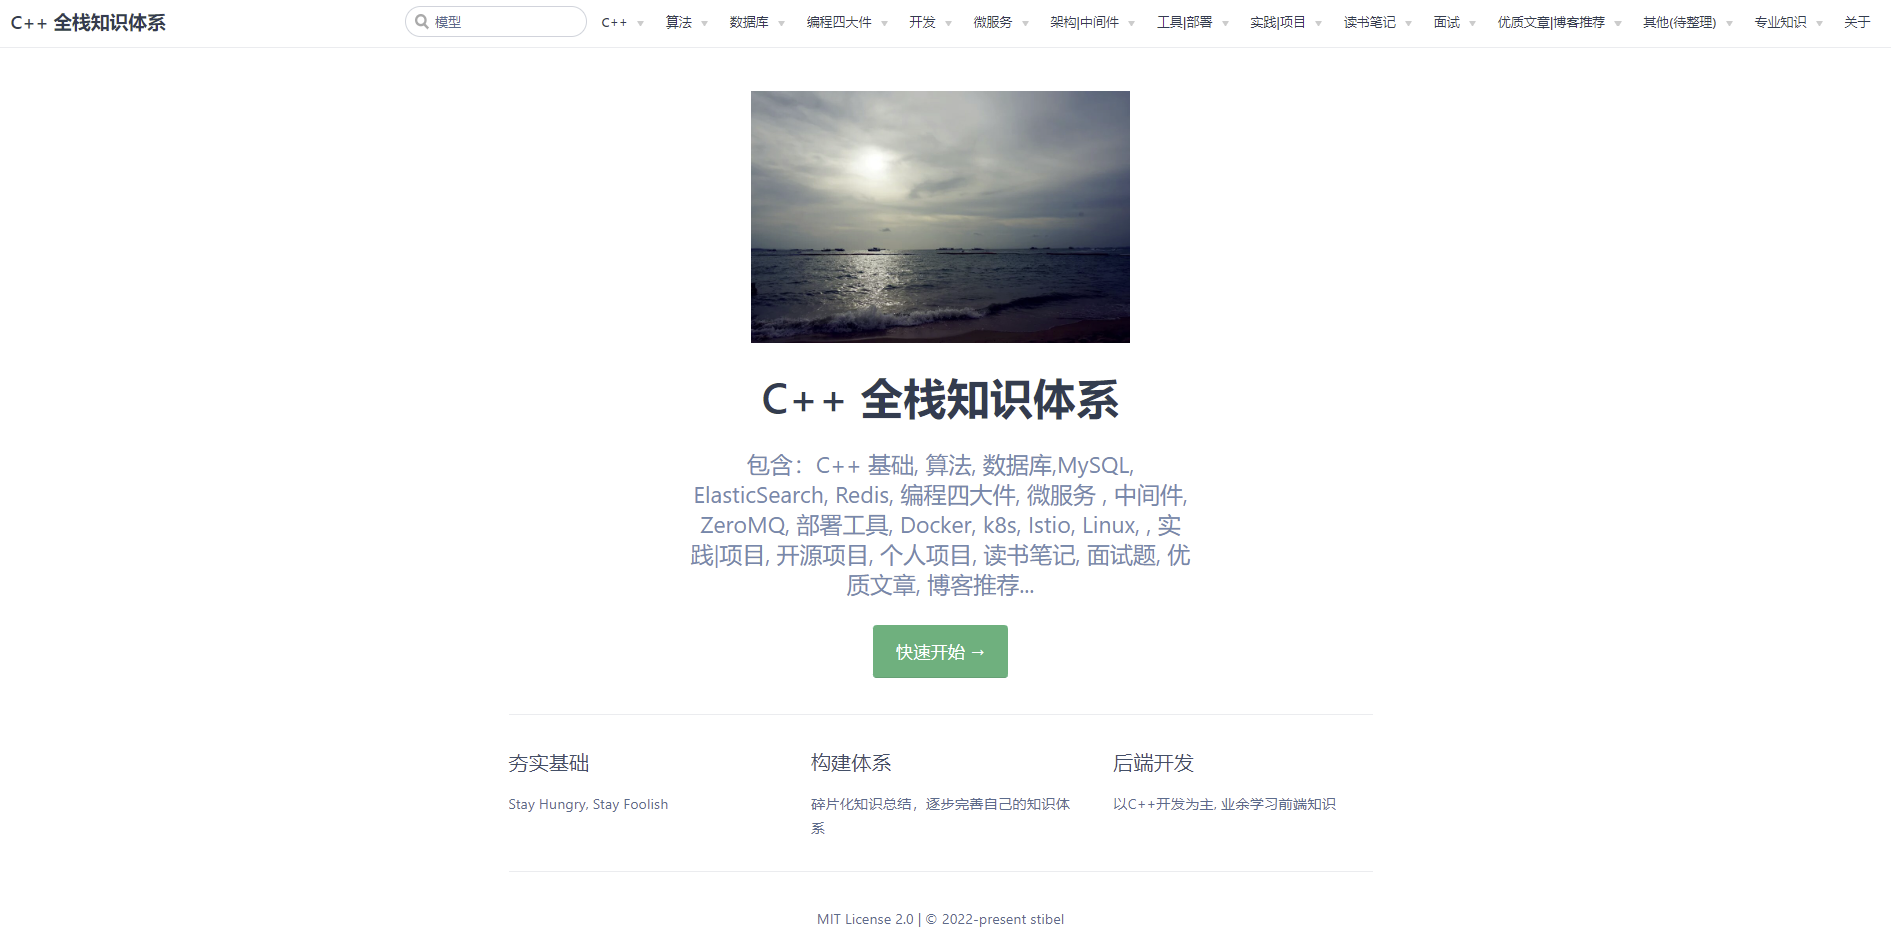 C++ 全栈知识体系
模型
C++ 算法 数据库 编程四大件 开发 微服务 架构|中间件 工具|部署 实践|项目 读书笔记 面试 优质文章|博客推荐 其他(待整理) 专业知识 关于
C++ 全栈知识体系
包含：C++ 基础, 算法, 数据库,MySQL,
ElasticSearch, Redis, 编程四大件, 微服务 , 中间件,
ZeroMQ, 部署工具, Docker, k8s, Istio, Linux, , 实
践|项目, 开源项目, 个人项目, 读书笔记, 面试题, 优
质文章, 博客推荐...
快速开始 →
夯实基础
Stay Hungry, Stay Foolish
构建体系
碎片化知识总结，逐步完善自己的知识体
系
后端开发
以C++开发为主, 业余学习前端知识
MIT License 2.0 | © 2022-present stibel